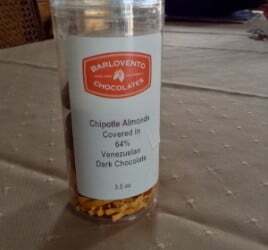 BARLOVENTO
CHOCOLATES
Chipotle Almonds
Covered in
64%
Venezuelan
Dark Chocolate
3.5 oz